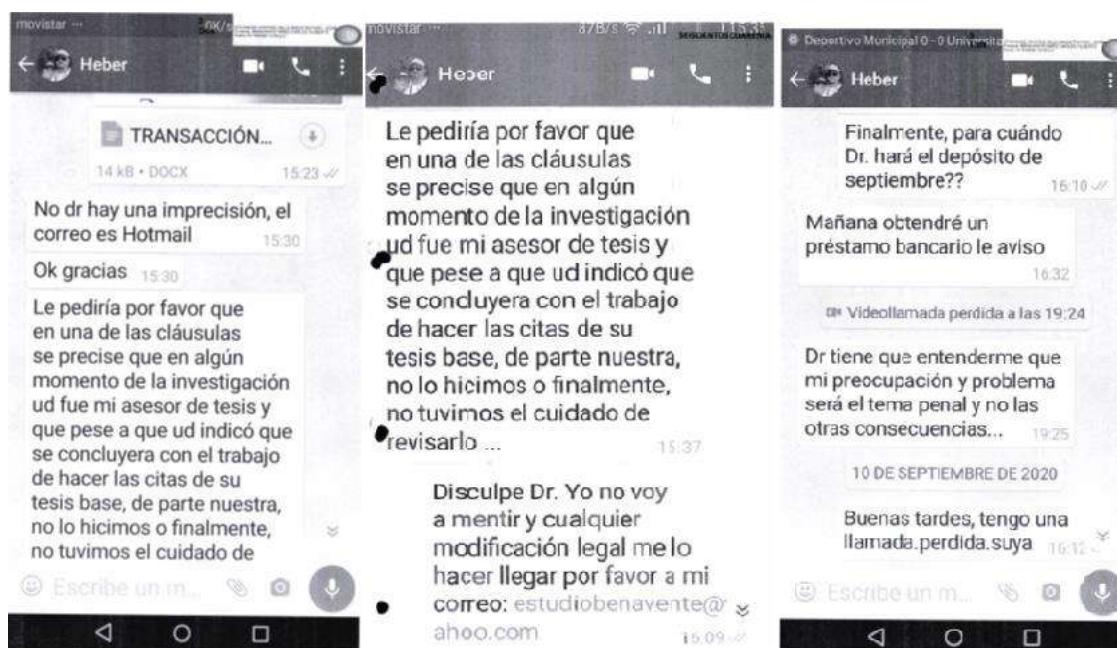 movistar
Heber
TRANSACCIÓN...
14 kB • DOCX
15:23
No dr hay una imprecisión, el
correo es Hotmail
15:30
Ok gracias
15:30
Le pediría por favor que
en una de las cláusulas
se precise que en algún
momento de la investigación
ud fue mi asesor de tesis y
que pese a que ud indicó que
se concluyera con el trabajo
de hacer las citas de su
tesis base, de parte nuestra,
no lo hicimos o finalmente,
no tuvimos el cuidado de
Escribe un m...
movistar
87B/s
Heber
Le pediría por favor que
en una de las cláusulas
se precise que en algún
momento de la investigación
ud fue mi asesor de tesis y
que pese a que ud indicó que
se concluyera con el trabajo
de hacer las citas de su
tesis base, de parte nuestra,
no lo hicimos o finalmente,
no tuvimos el cuidado de
revisarlo ...
15:37
Disculpe Dr. Yo no voy
a mentir y cualquier
modificación legal me lo
hacer llegar por favor a mi
correo: estudiobenavente@
ahoo.com
16:09
Deportivo Municipal 0 - 0
Heber
Finalmente, para cuándo
Dr. hará el depósito de
septiembre??
16:10
Mañana obtendré un
préstamo bancario le aviso
16:32
Videollamada perdida a las 19:24
Dr tiene que entenderme que
mi preocupación y problema
será el tema penal y no las
otras consecuencias...
19:25
10 DE SEPTIEMBRE DE 2020
Buenas tardes, tengo una
llamada.perdida.suya
16:12
Escribe un m...